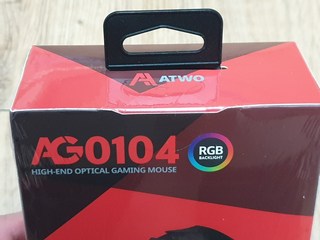 ATWO
AG0104
RGB
BACKLIGHT
HIGH-END OPTICAL GAMING MOUSE